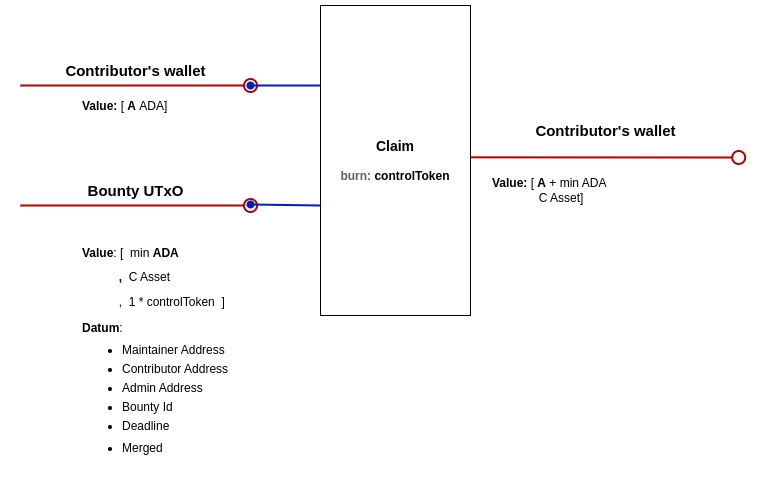 Contributor's wallet
Value: [ A ADA]
Bounty UTxO
Value: [ min ADA
, C Asset
, 1 * controlToken ]
Datum:
• Maintainer Address
• Contributor Address
• Admin Address
• Bounty Id
• Deadline
• Merged
Claim
burn: controlToken
Contributor's wallet
Value: [ A + min ADA
C Asset]